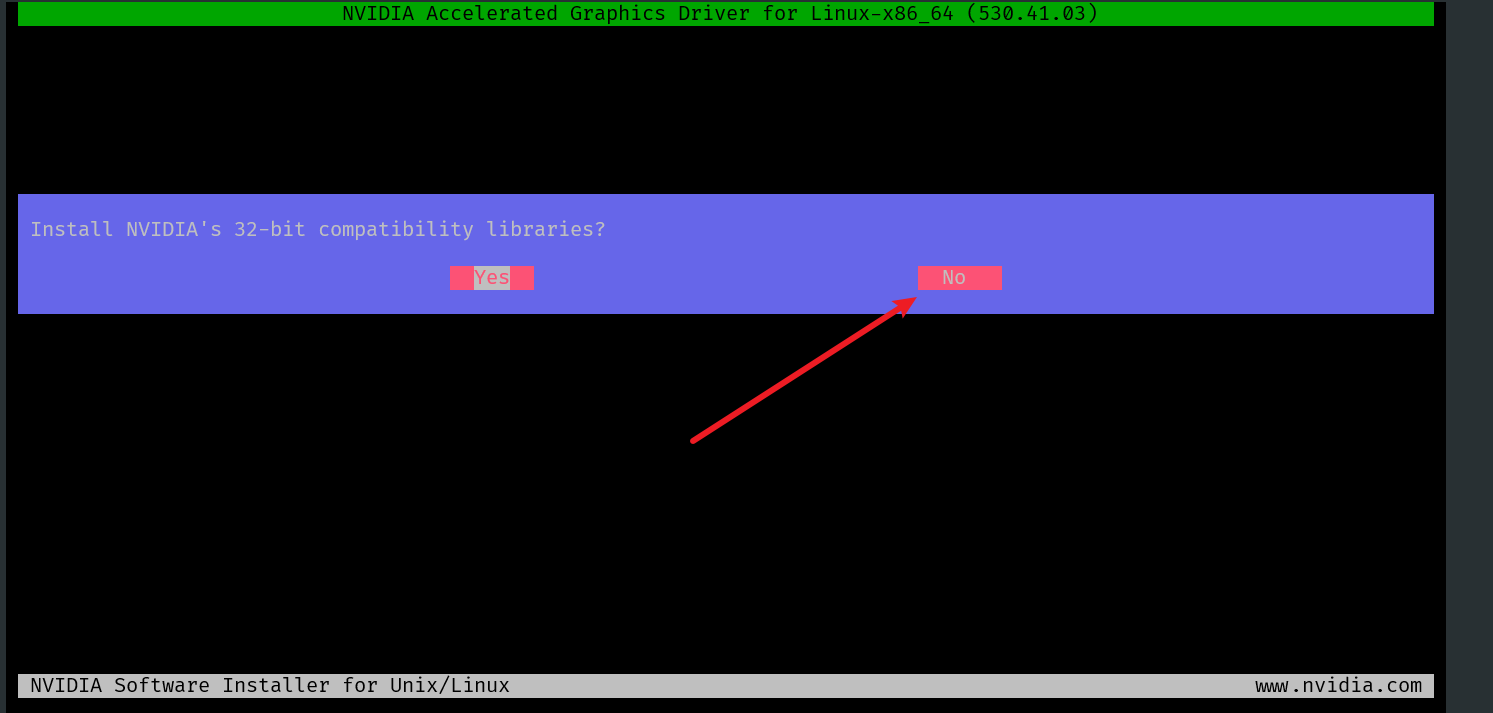 NVIDIA Accelerated Graphics Driver for Linux-x86_64 (530.41.03)
Install NVIDIA's 32-bit compatibility libraries?
Yes No
NVIDIA Software Installer for Unix/Linux www.nvidia.com